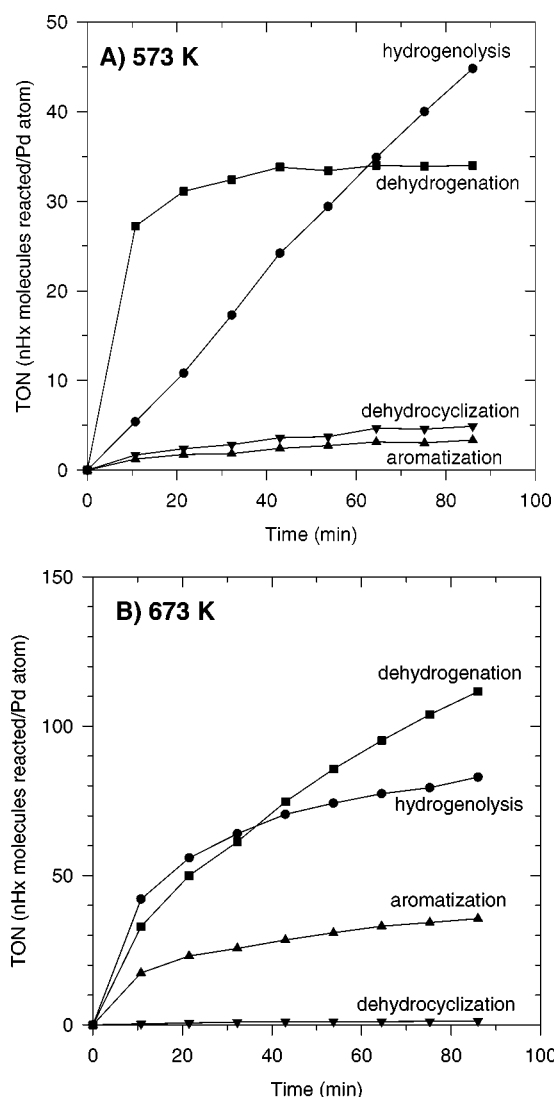 A) 573 K
TON (nHx molecules reacted/Pd atom)
50
40
30
20
10
0
hydrogenolysis
dehydrogenation
dehydrocyclization
aromatization
0 20 40 60 80 100
Time (min)
B) 673 K
TON (nHx molecules reacted/Pd atom)
150
100
50
0
dehydrogenation
hydrogenolysis
aromatization
dehydrocyclization
0 20 40 60 80 100
Time (min)